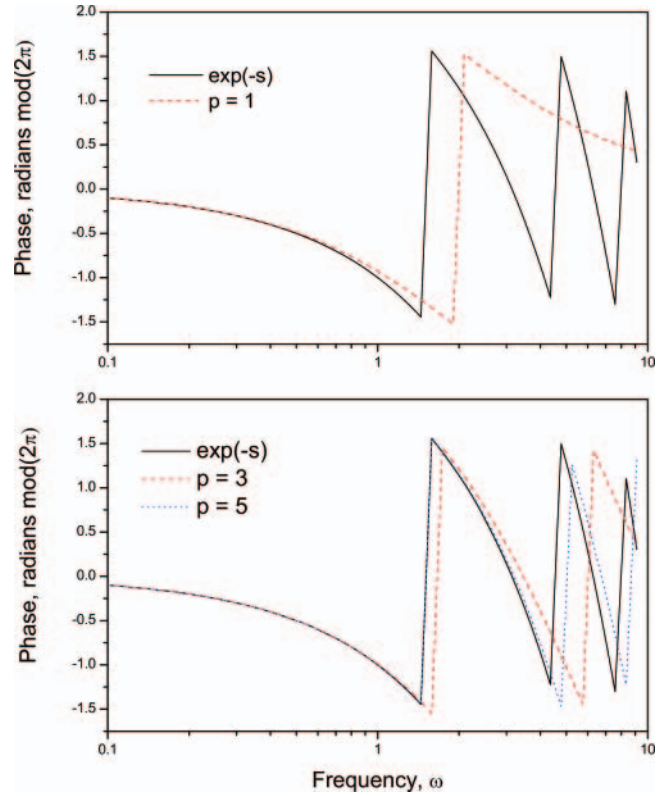 2.0
1.5
1.0
0.5
0.0
-0.5
-1.0
-1.5
Phase, radians mod(2π)
exp(-s)
p = 1
0.1
1
10
2.0
1.5
1.0
0.5
0.0
-0.5
-1.0
-1.5
Phase, radians mod(2π)
exp(-s)
p = 3
p = 5
0.1
1
10
Frequency, ω